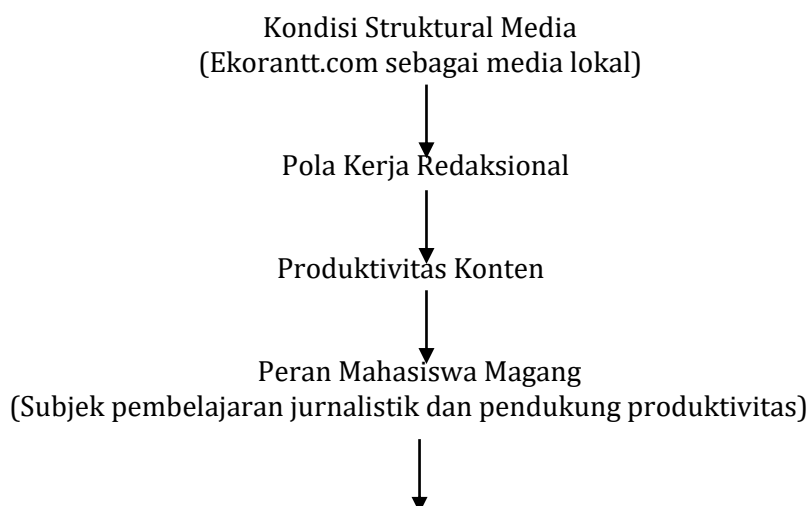 Kondisi Struktural Media
(Ekorantt.com sebagai media lokal)
Pola Kerja Redaksional
Produktivitas Konten
Peran Mahasiswa Magang
(Subjek pembelajaran jurnalistik dan pendukung produktivitas)